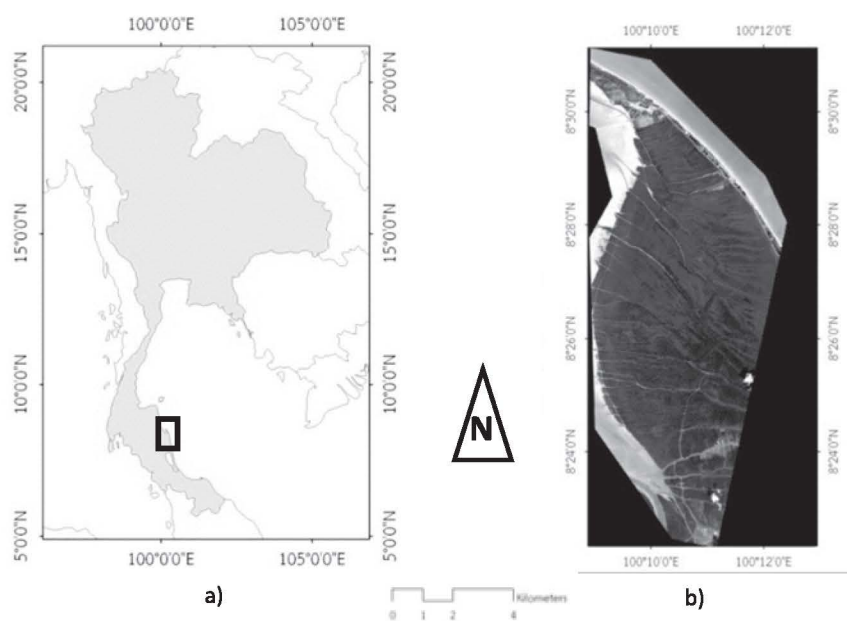 100°0'0"E 105°0'0"E
20°0'0"N 20°0'0"N
15°0'0"N 15°0'0"N
10°0'0"N 10°0'0"N
5°0'0"N 5°0'0"N
100°0'0"E 105°0'0"E
a)
N
Kilometers
0 1 2 4
100°10'0"E 100°12'0"E
8°30'0"N 8°30'0"N
8°28'0"N 8°28'0"N
8°26'0"N 8°26'0"N
8°24'0"N 8°24'0"N
100°10'0"E 100°12'0"E
b)